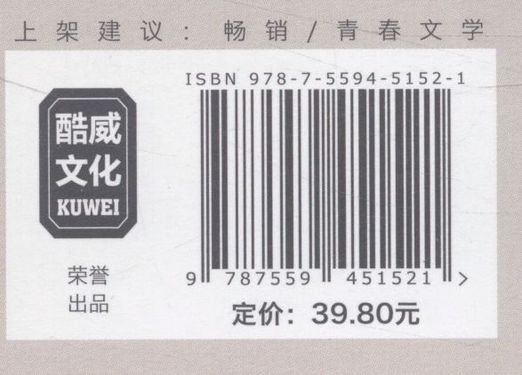 上架建议：畅销/青春文学
ISBN 978-7-5594-5152-1
酷威
文化
KUWEI
荣誉
出品
9 787559 451521 >
定价：39.80元